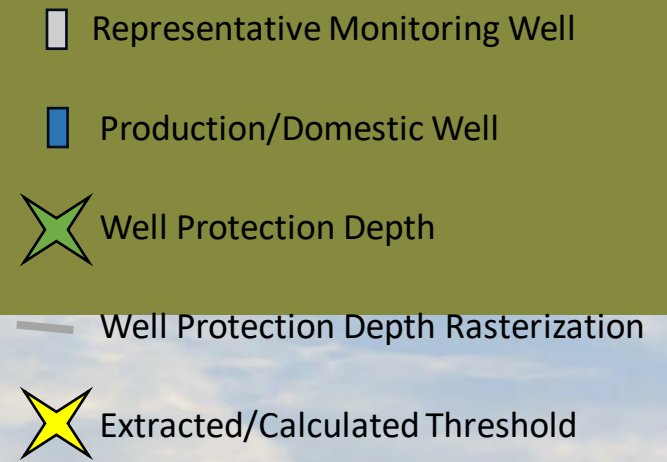 Representative Monitoring Well
Production/Domestic Well
Well Protection Depth
Well Protection Depth Rasterization
Extracted/Calculated Threshold